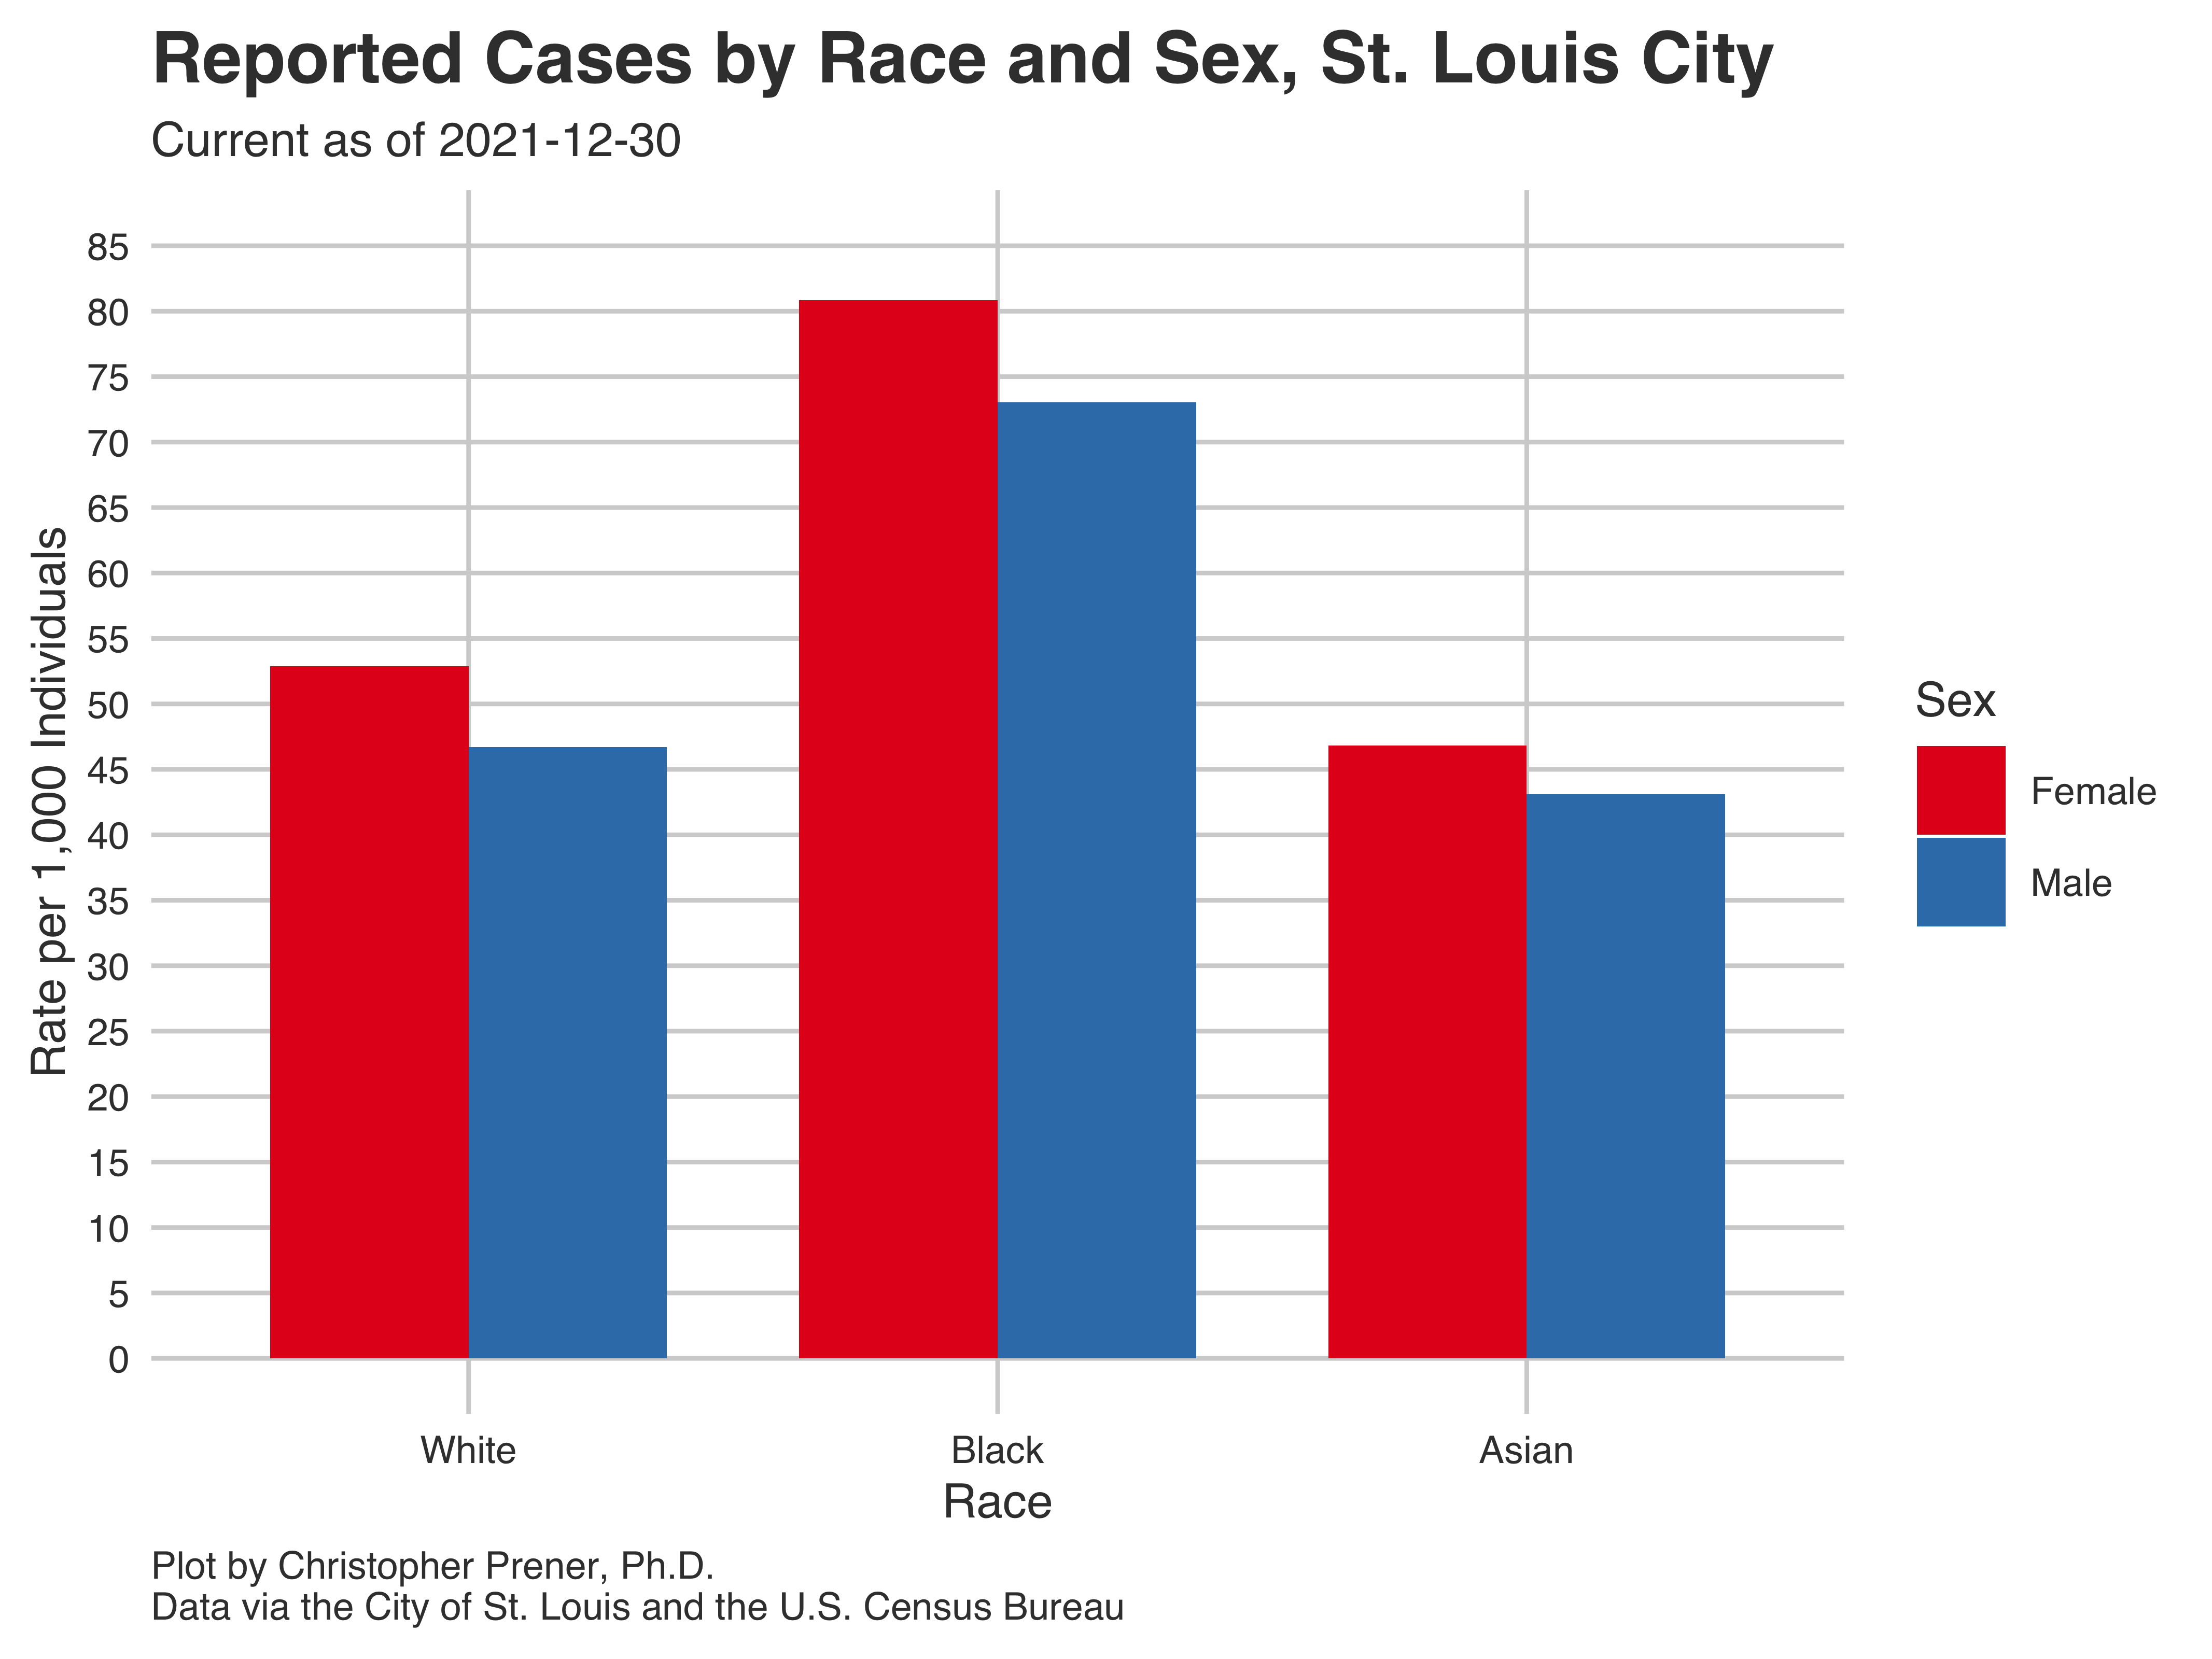 Reported Cases by Race and Sex, St. Louis City
Current as of 2021-12-30
Rate per 1,000 Individuals
85
80
75
70
65
60
55
50
45
40
35
30
25
20
15
10
5
0
White
Black
Asian
Race
Sex
Female
Male
Plot by Christopher Prener, Ph.D.
Data via the City of St. Louis and the U.S. Census Bureau